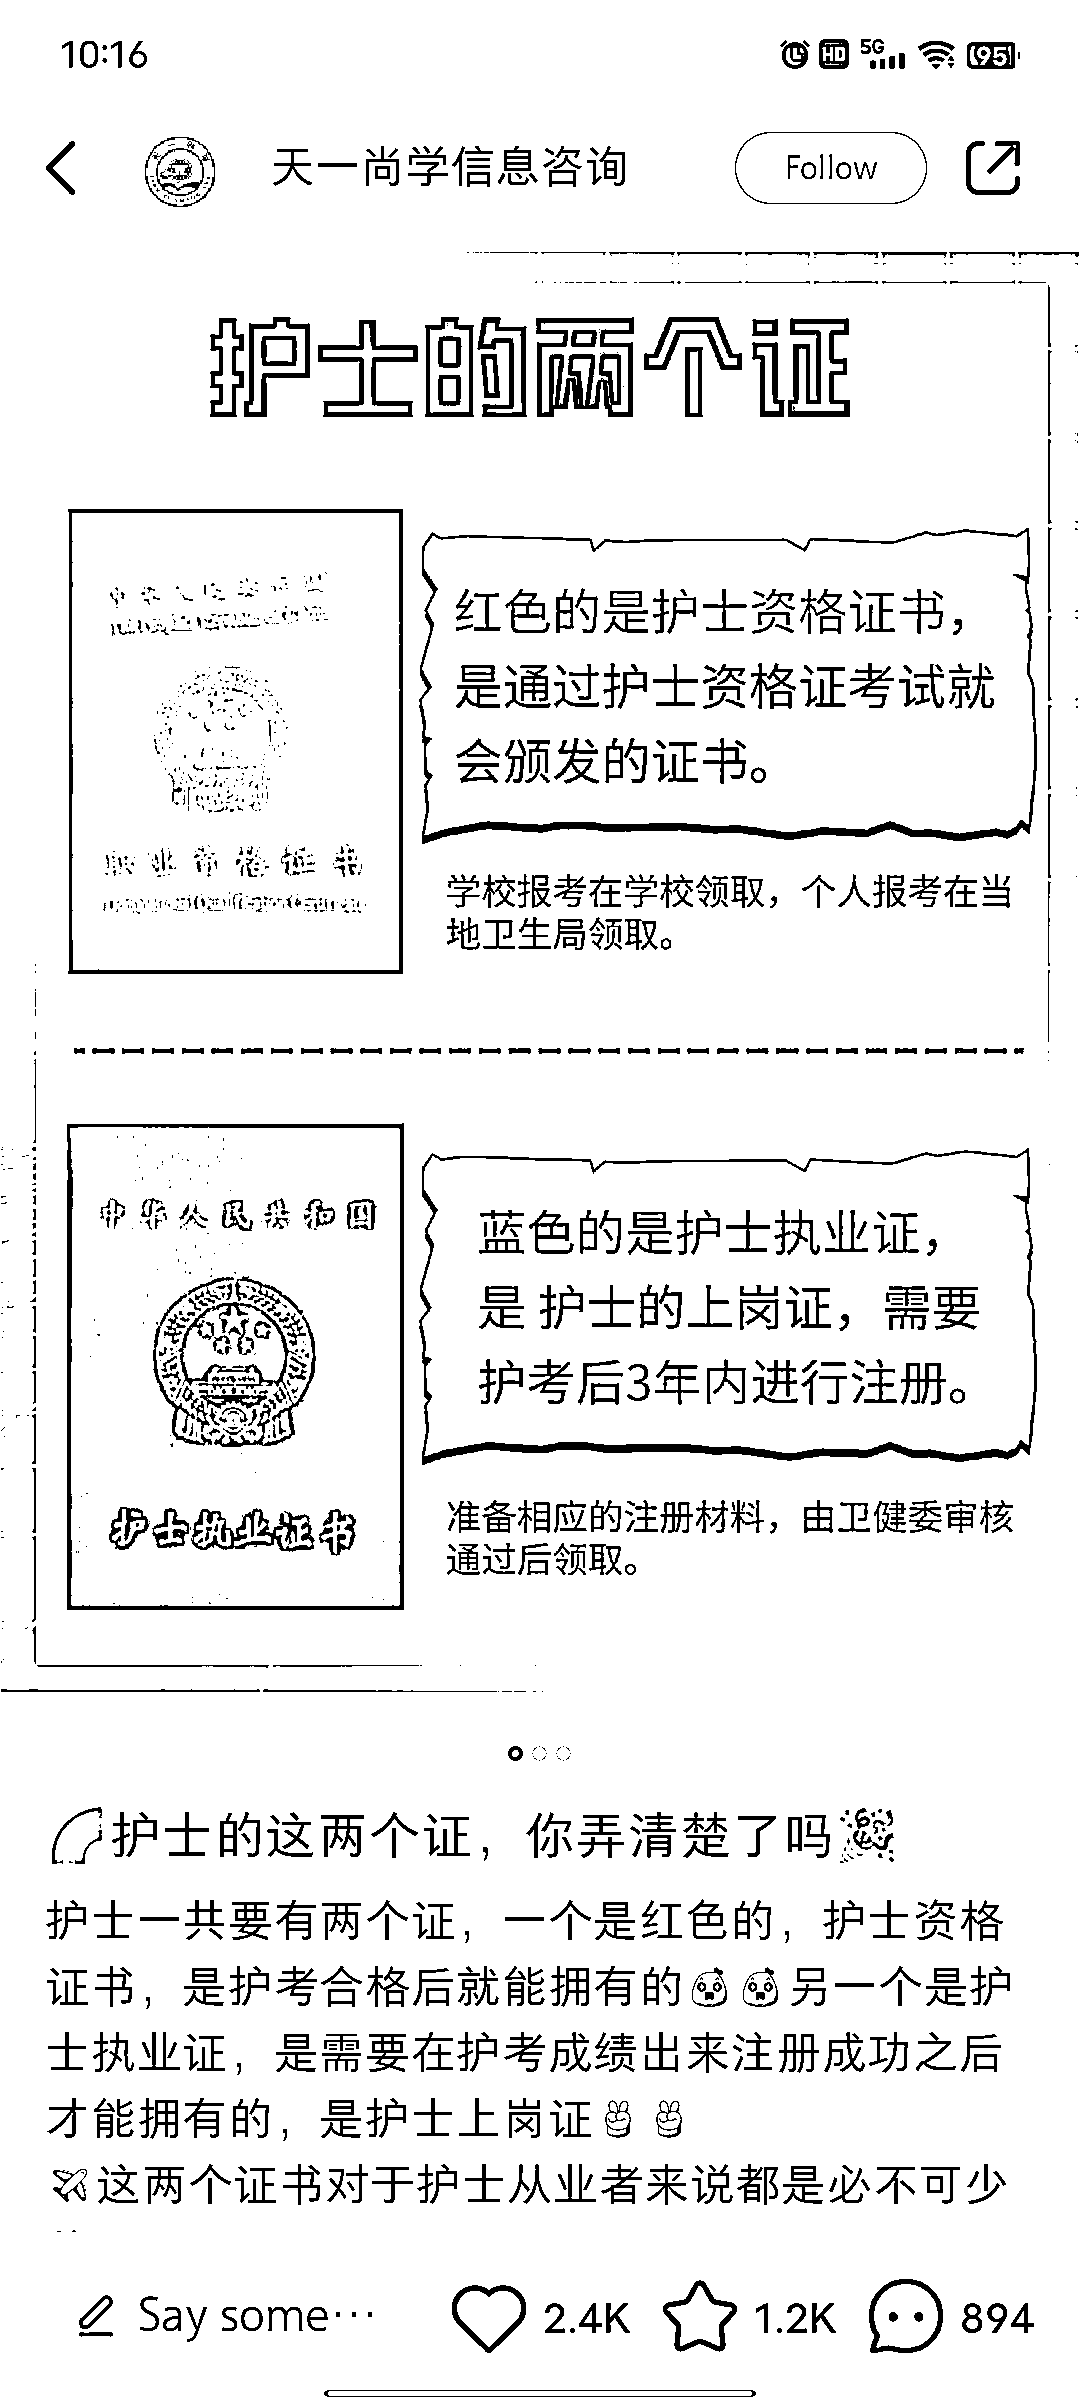 10:16
HD 5G 95
天一尚学信息咨询
Follow
护士的两个证
中华人民共和国
红色的是护士资格证书，
是通过护士资格证考试就
会颁发的证书。
职业资格证书
学校报考在学校领取，个人报考在当
地卫生局领取。
中华人民共和国
蓝色的是护士执业证，
是 护士的上岗证，需要
护考后3年内进行注册。
护士执业证书
准备相应的注册材料，由卫健委审核
通过后领取。
护士的这两个证，你弄清楚了吗
护士一共要有两个证，一个是红色的，护士资格
证书，是护考合格后就能拥有的另一个是护
士执业证，是需要在护考成绩出来注册成功之后
才能拥有的，是护士上岗证✌✌
✈这两个证书对于护士从业者来说都是必不可少
Say some…
2.4K
1.2K
894